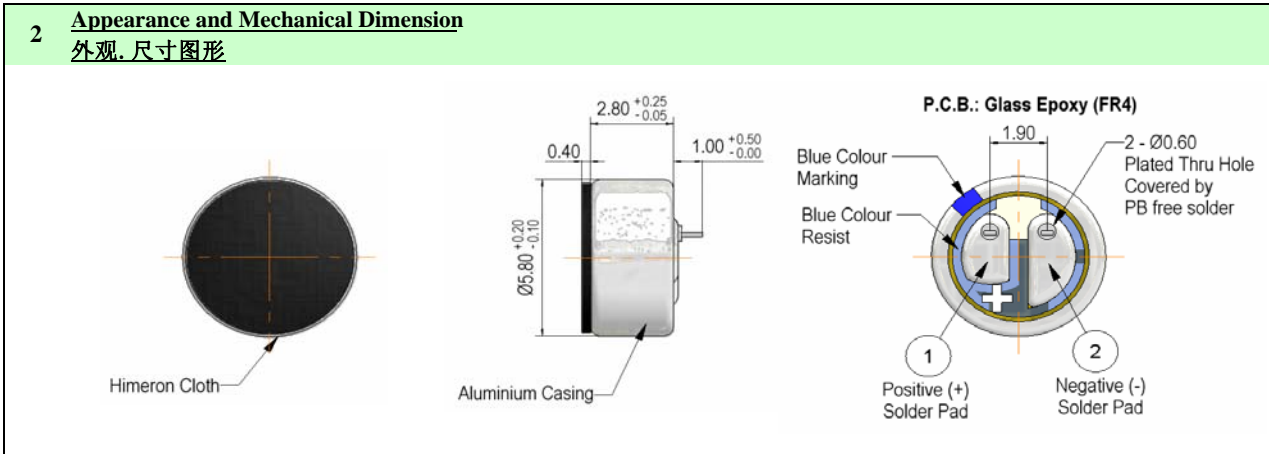 2
Appearance and Mechanical Dimension
外观. 尺寸图形
Himeron Cloth
2.80 +0.25 -0.05
0.40
1.00 +0.50 -0.00
Ø5.80 +0.20 -0.10
Aluminium Casing
P.C.B.: Glass Epoxy (FR4)
1.90
Blue Colour
Marking
Blue Colour
Resist
2 - Ø0.60
Plated Thru Hole
Covered by
PB free solder
+
1
Positive (+)
Solder Pad
2
Negative (-)
Solder Pad